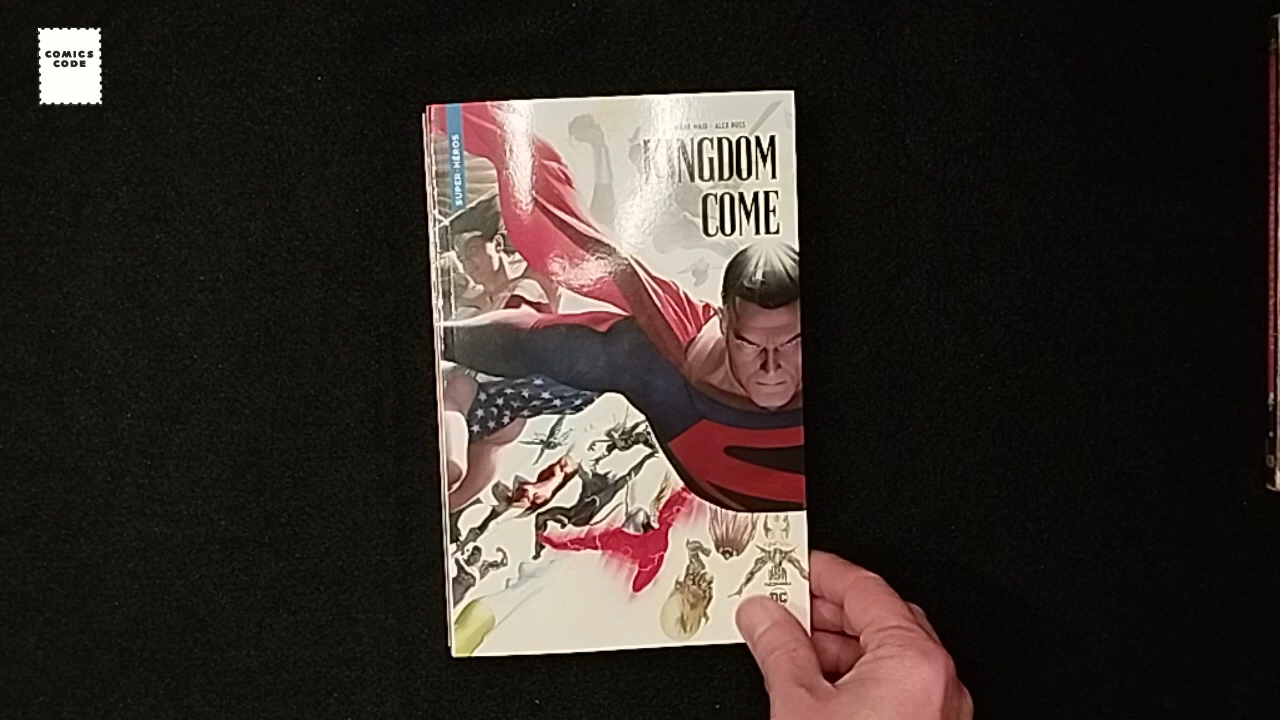 COMICS
CODE
SUPER-HÉROS
MARK WAID - ALEX ROSS
KINGDOM
COME
DC